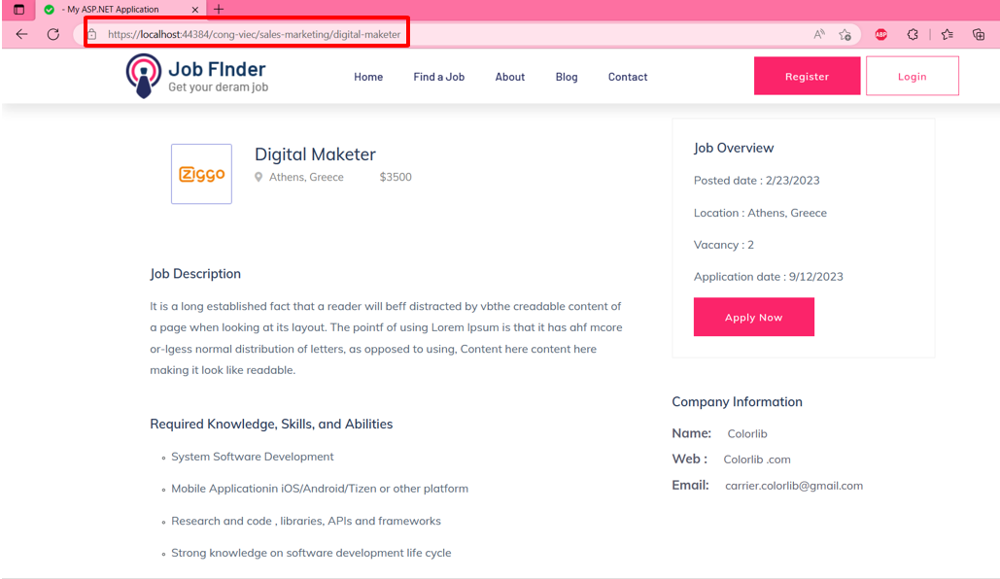 - My ASP.NET Application
https://localhost:44384/cong-viec/sales-marketing/digital-maketer
ABP
Job FInder
Get your deram job
Home Find a Job About Blog Contact
Register Login
ziggo
Digital Maketer
Athens, Greece $3500
Job Description
It is a long established fact that a reader will beff distracted by vbthe creadable content of
a page when looking at its layout. The pointf of using Lorem Ipsum is that it has ahf mcore
or-lgess normal distribution of letters, as opposed to using, Content here content here
making it look like readable.
Required Knowledge, Skills, and Abilities
System Software Development
Mobile Applicationin iOS/Android/Tizen or other platform
Research and code , libraries, APIs and frameworks
Strong knowledge on software development life cycle
Job Overview
Posted date : 2/23/2023
Location : Athens, Greece
Vacancy : 2
Application date : 9/12/2023
Apply Now
Company Information
Name: Colorlib
Web : Colorlib .com
Email: carrier.colorlib@gmail.com